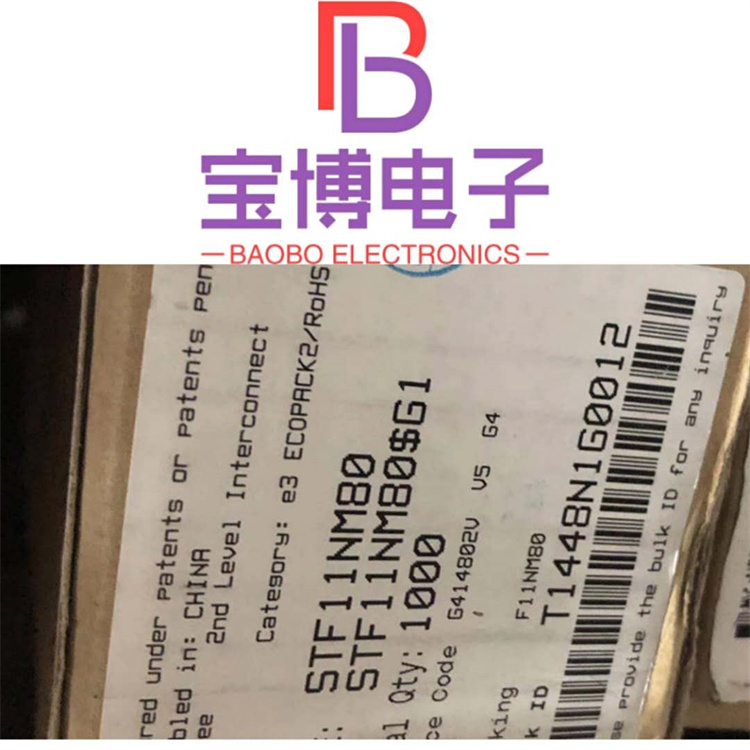 宝博电子
BAOBO ELECTRONICS
red under patents or patents pen
bled in: CHINA
ee 2nd Level Interconnect
Category: e3 ECOPACK2/RoHS
: STF11NM80
STF11NM80$G1
al Qty: 1000
ce Code G414802V V5 G4
king F11NM80
k ID T1448N1G0012
se provide the bulk ID for any inquiry